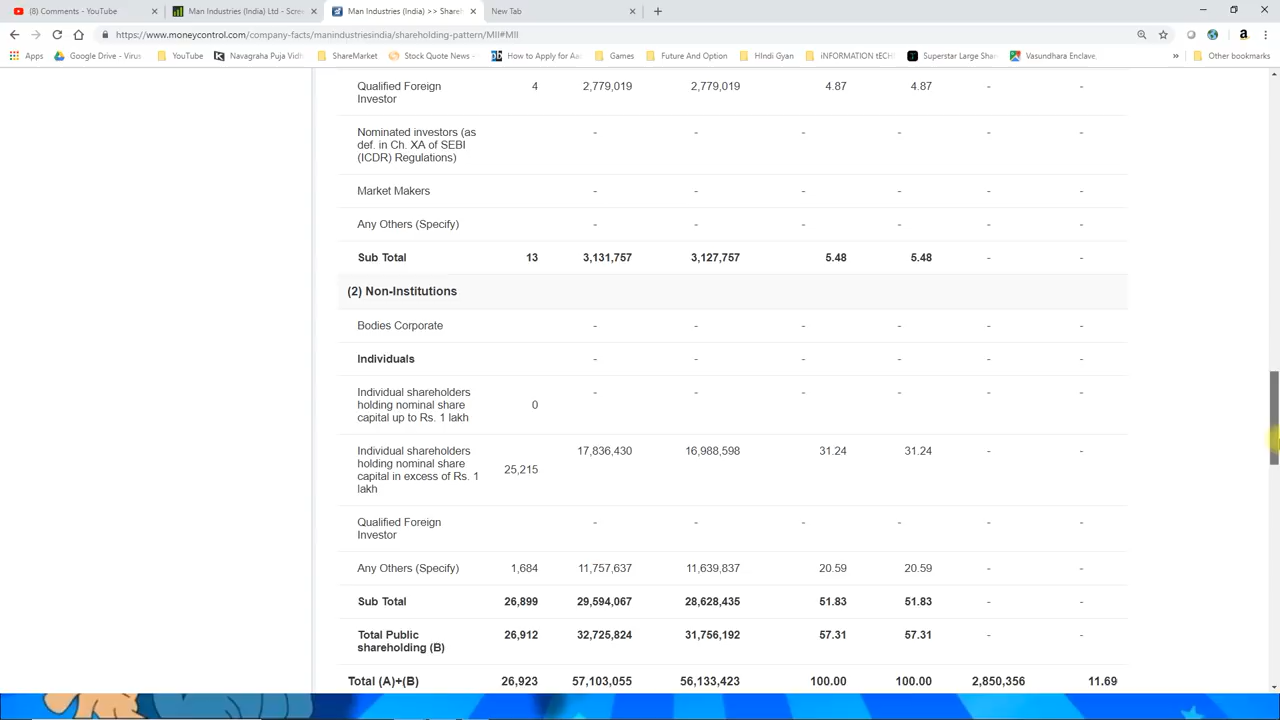 (8) Comments - YouTube
Man Industries (India) Ltd - Scree
Man Industries (India) >> Shareh
New Tab
https://www.moneycontrol.com/company-facts/manindustriesindia/shareholding-pattern/MII#MII
Apps
Google Drive - Virus
YouTube
Navagraha Puja Vidh
ShareMarket
Stock Quote News -
How to Apply for Aad
Games
Future And Option
HIndi Gyan
iNFORMATION tECH
Superstar Large Shar
Vasundhara Enclave,
»
Other bookmarks
Qualified Foreign 4 2,779,019 2,779,019 4.87 4.87 - -
Investor
Nominated investors (as - - - - - -
def. in Ch. XA of SEBI
(ICDR) Regulations)
Market Makers - - - - - -
Any Others (Specify) - - - - - -
Sub Total 13 3,131,757 3,127,757 5.48 5.48 - -
(2) Non-Institutions
Bodies Corporate - - - - - -
Individuals - - - - - -
Individual shareholders - - - - - -
holding nominal share 0
capital up to Rs. 1 lakh
Individual shareholders 17,836,430 16,988,598 31.24 31.24 - -
holding nominal share 25,215
capital in excess of Rs. 1
lakh
Qualified Foreign - - - - - -
Investor
Any Others (Specify) 1,684 11,757,637 11,639,837 20.59 20.59 - -
Sub Total 26,899 29,594,067 28,628,435 51.83 51.83 - -
Total Public 26,912 32,725,824 31,756,192 57.31 57.31 - -
shareholding (B)
Total (A)+(B) 26,923 57,103,055 56,133,423 100.00 100.00 2,850,356 11.69